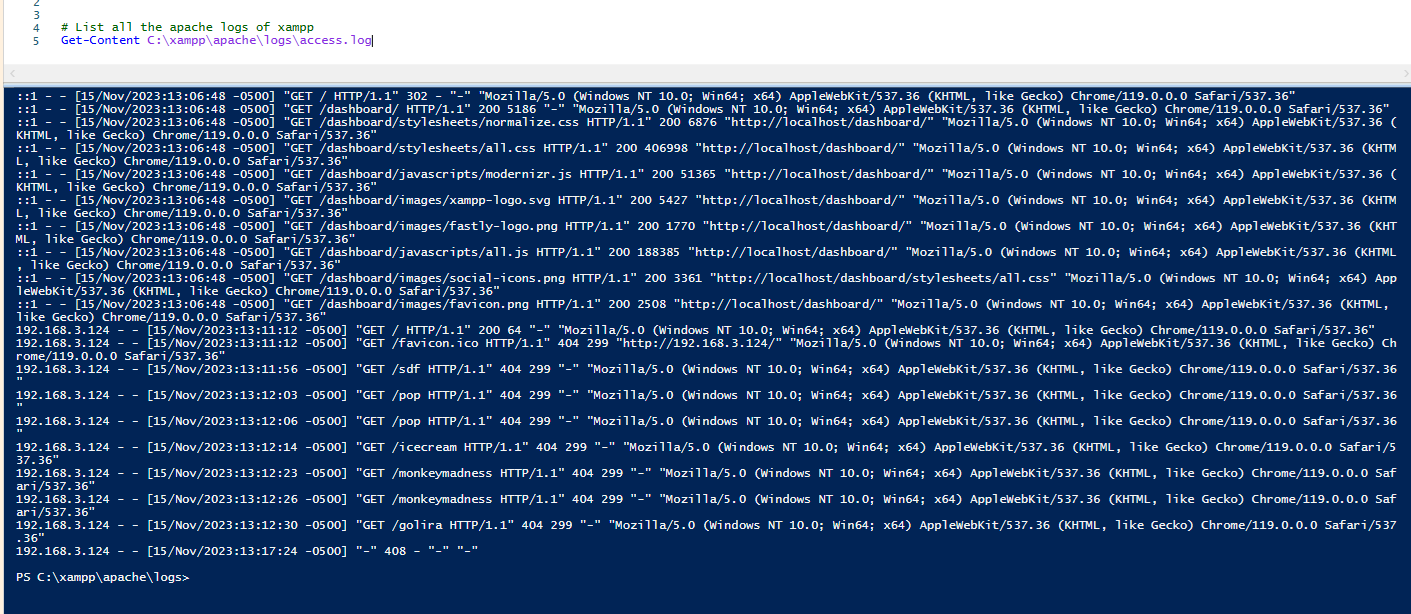 2
3
4 # List all the apache logs of xampp
5 Get-Content C:\xampp\apache\logs\access.log
::1 - - [15/Nov/2023:13:06:48 -0500] "GET / HTTP/1.1" 302 - "-" "Mozilla/5.0 (Windows NT 10.0; Win64; x64) AppleWebKit/537.36 (KHTML, like Gecko) Chrome/119.0.0.0 Safari/537.36"
::1 - - [15/Nov/2023:13:06:48 -0500] "GET /dashboard/ HTTP/1.1" 200 5186 "-" "Mozilla/5.0 (Windows NT 10.0; Win64; x64) AppleWebKit/537.36 (KHTML, like Gecko) Chrome/119.0.0.0 Safari/537.36"
::1 - - [15/Nov/2023:13:06:48 -0500] "GET /dashboard/stylesheets/normalize.css HTTP/1.1" 200 6876 "http://localhost/dashboard/" "Mozilla/5.0 (Windows NT 10.0; Win64; x64) AppleWebKit/537.36 (
KHTML, like Gecko) Chrome/119.0.0.0 Safari/537.36"
::1 - - [15/Nov/2023:13:06:48 -0500] "GET /dashboard/stylesheets/all.css HTTP/1.1" 200 406998 "http://localhost/dashboard/" "Mozilla/5.0 (Windows NT 10.0; Win64; x64) AppleWebKit/537.36 (KHTM
L, like Gecko) Chrome/119.0.0.0 Safari/537.36"
::1 - - [15/Nov/2023:13:06:48 -0500] "GET /dashboard/javascripts/modernizr.js HTTP/1.1" 200 51365 "http://localhost/dashboard/" "Mozilla/5.0 (Windows NT 10.0; Win64; x64) AppleWebKit/537.36 (
KHTML, like Gecko) Chrome/119.0.0.0 Safari/537.36"
::1 - - [15/Nov/2023:13:06:48 -0500] "GET /dashboard/images/xampp-logo.svg HTTP/1.1" 200 5427 "http://localhost/dashboard/" "Mozilla/5.0 (Windows NT 10.0; Win64; x64) AppleWebKit/537.36 (KHTM
L, like Gecko) Chrome/119.0.0.0 Safari/537.36"
::1 - - [15/Nov/2023:13:06:48 -0500] "GET /dashboard/images/fastly-logo.png HTTP/1.1" 200 1770 "http://localhost/dashboard/" "Mozilla/5.0 (Windows NT 10.0; Win64; x64) AppleWebKit/537.36 (KHT
ML, like Gecko) Chrome/119.0.0.0 Safari/537.36"
::1 - - [15/Nov/2023:13:06:48 -0500] "GET /dashboard/javascripts/all.js HTTP/1.1" 200 188385 "http://localhost/dashboard/" "Mozilla/5.0 (Windows NT 10.0; Win64; x64) AppleWebKit/537.36 (KHTML
, like Gecko) Chrome/119.0.0.0 Safari/537.36"
::1 - - [15/Nov/2023:13:06:48 -0500] "GET /dashboard/images/social-icons.png HTTP/1.1" 200 3361 "http://localhost/dashboard/stylesheets/all.css" "Mozilla/5.0 (Windows NT 10.0; Win64; x64) App
leWebKit/537.36 (KHTML, like Gecko) Chrome/119.0.0.0 Safari/537.36"
::1 - - [15/Nov/2023:13:06:48 -0500] "GET /dashboard/images/favicon.png HTTP/1.1" 200 2508 "http://localhost/dashboard/" "Mozilla/5.0 (Windows NT 10.0; Win64; x64) AppleWebKit/537.36 (KHTML,
like Gecko) Chrome/119.0.0.0 Safari/537.36"
192.168.3.124 - - [15/Nov/2023:13:11:12 -0500] "GET / HTTP/1.1" 200 64 "-" "Mozilla/5.0 (Windows NT 10.0; Win64; x64) AppleWebKit/537.36 (KHTML, like Gecko) Chrome/119.0.0.0 Safari/537.36"
192.168.3.124 - - [15/Nov/2023:13:11:12 -0500] "GET /favicon.ico HTTP/1.1" 404 299 "http://192.168.3.124/" "Mozilla/5.0 (Windows NT 10.0; Win64; x64) AppleWebKit/537.36 (KHTML, like Gecko) Ch
rome/119.0.0.0 Safari/537.36"
192.168.3.124 - - [15/Nov/2023:13:11:56 -0500] "GET /sdf HTTP/1.1" 404 299 "-" "Mozilla/5.0 (Windows NT 10.0; Win64; x64) AppleWebKit/537.36 (KHTML, like Gecko) Chrome/119.0.0.0 Safari/537.36
"
192.168.3.124 - - [15/Nov/2023:13:12:03 -0500] "GET /pop HTTP/1.1" 404 299 "-" "Mozilla/5.0 (Windows NT 10.0; Win64; x64) AppleWebKit/537.36 (KHTML, like Gecko) Chrome/119.0.0.0 Safari/537.36
"
192.168.3.124 - - [15/Nov/2023:13:12:06 -0500] "GET /pop HTTP/1.1" 404 299 "-" "Mozilla/5.0 (Windows NT 10.0; Win64; x64) AppleWebKit/537.36 (KHTML, like Gecko) Chrome/119.0.0.0 Safari/537.36
"
192.168.3.124 - - [15/Nov/2023:13:12:14 -0500] "GET /icecream HTTP/1.1" 404 299 "-" "Mozilla/5.0 (Windows NT 10.0; Win64; x64) AppleWebKit/537.36 (KHTML, like Gecko) Chrome/119.0.0.0 Safari/5
37.36"
192.168.3.124 - - [15/Nov/2023:13:12:23 -0500] "GET /monkeymadness HTTP/1.1" 404 299 "-" "Mozilla/5.0 (Windows NT 10.0; Win64; x64) AppleWebKit/537.36 (KHTML, like Gecko) Chrome/119.0.0.0 Saf
ari/537.36"
192.168.3.124 - - [15/Nov/2023:13:12:26 -0500] "GET /monkeymadness HTTP/1.1" 404 299 "-" "Mozilla/5.0 (Windows NT 10.0; Win64; x64) AppleWebKit/537.36 (KHTML, like Gecko) Chrome/119.0.0.0 Saf
ari/537.36"
192.168.3.124 - - [15/Nov/2023:13:12:30 -0500] "GET /golira HTTP/1.1" 404 299 "-" "Mozilla/5.0 (Windows NT 10.0; Win64; x64) AppleWebKit/537.36 (KHTML, like Gecko) Chrome/119.0.0.0 Safari/537
.36"
192.168.3.124 - - [15/Nov/2023:13:17:24 -0500] "-" 408 - "-" "-"
PS C:\xampp\apache\logs>